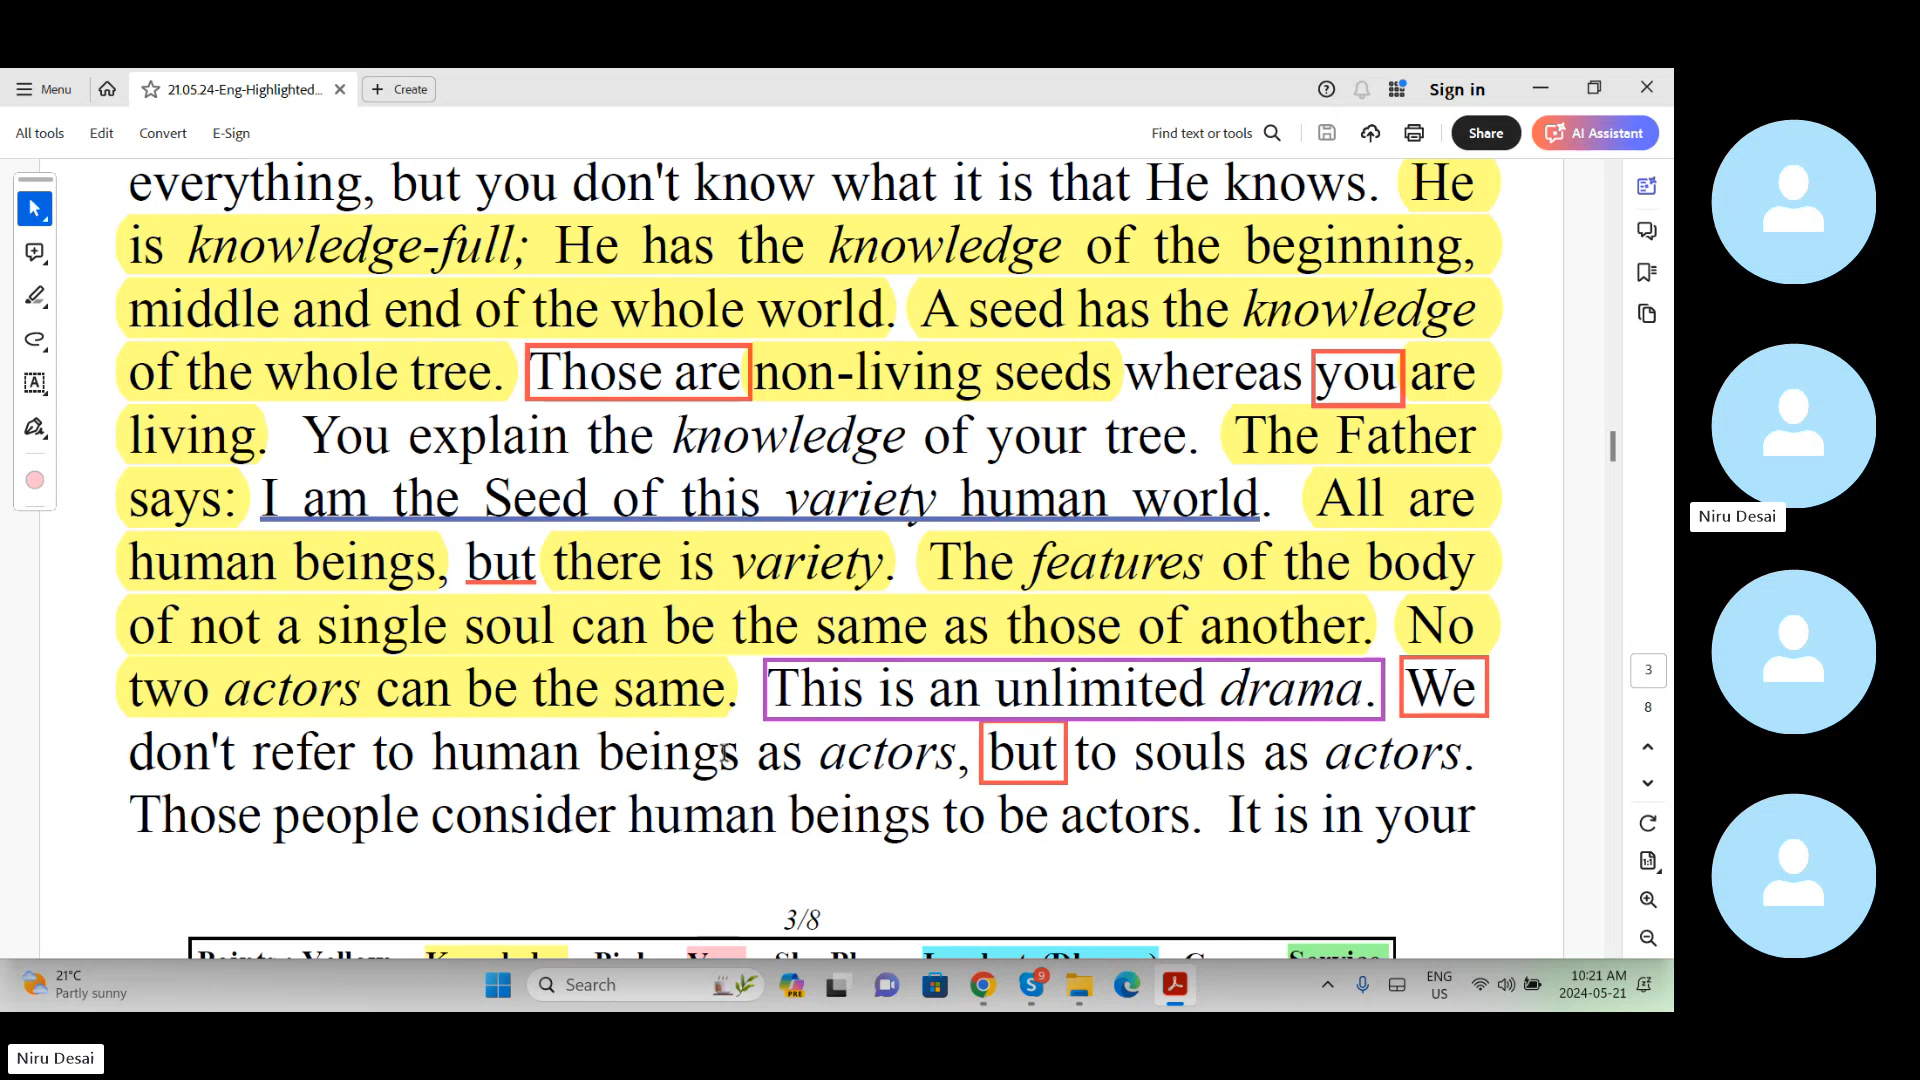 Menu
21.05.24-Eng-Highlighted...
Create
Sign in
All tools Edit Convert E-Sign
Find text or tools
Share
AI Assistant
everything, but you don't know what it is that He knows. He
is knowledge-full; He has the knowledge of the beginning,
middle and end of the whole world. A seed has the knowledge
of the whole tree. Those are non-living seeds whereas you are
living. You explain the knowledge of your tree. The Father
says: I am the Seed of this variety human world. All are
human beings, but there is variety. The features of the body
of not a single soul can be the same as those of another. No
two actors can be the same. This is an unlimited drama. We
don't refer to human beings as actors, but to souls as actors.
Those people consider human beings to be actors. It is in your
3/8
3
8
Niru Desai
21°C
Partly sunny
Search
PRE
9
ENG
US
10:21 AM
2024-05-21
Niru Desai